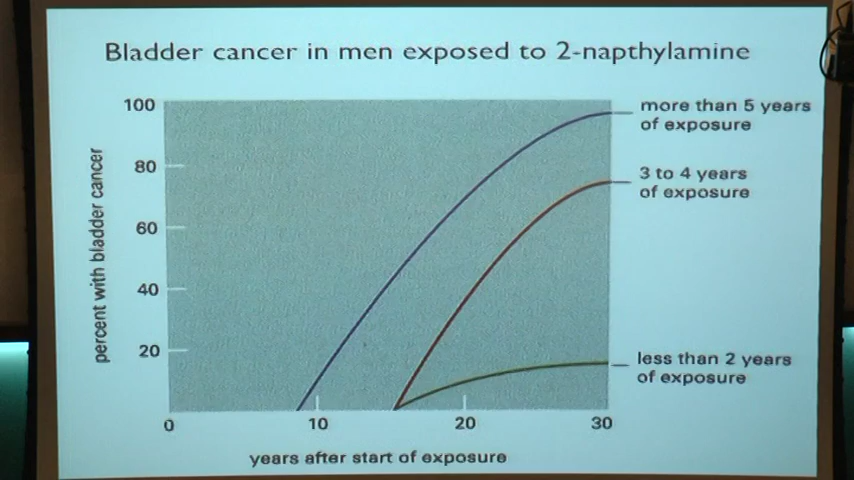 Bladder cancer in men exposed to 2-napthylamine
100
80
60
40
20
percent with bladder cancer
0
10
20
30
years after start of exposure
more than 5 years
of exposure
3 to 4 years
of exposure
less than 2 years
of exposure